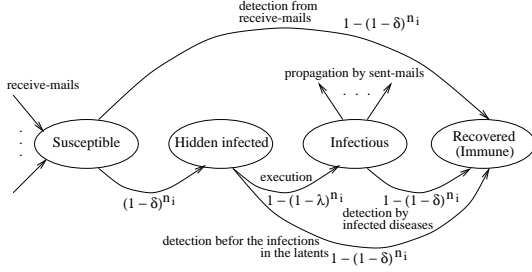 detection from
receive-mails
1-(1-δ)^n_i
receive-mails
propagation by sent-mails
. . .
Susceptible
Hidden infected
Infectious
Recovered
(Immune)
(1-δ)^n_i
execution
1-(1-λ)^n_i
1-(1-δ)^n_i
detection by
infected diseases
detection befor the infections
in the latents
1-(1-δ)^n_i